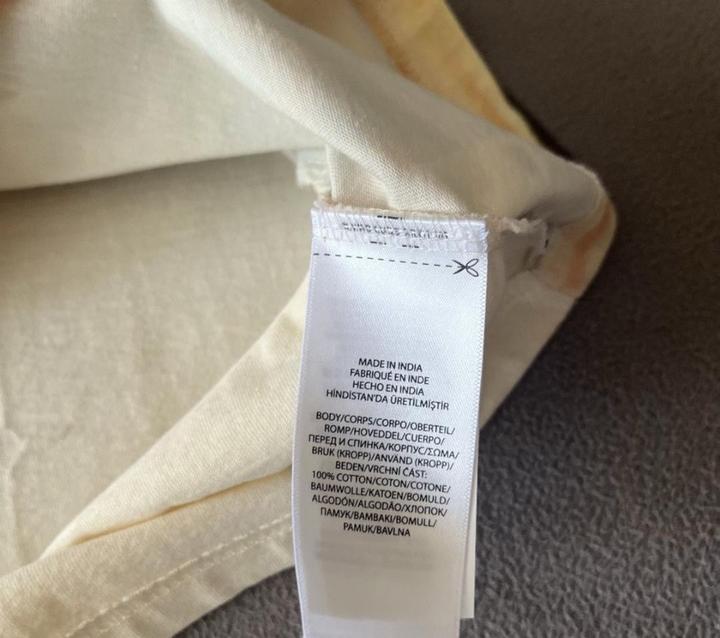 MADE IN INDIA
FABRIQUÉ EN INDE
HECHO EN INDIA
HİNDİSTAN'DA ÜRETİLMİŞTİR
BODY/CORPS/CORPO/OBERTEIL/
ROMP/HOVEDDEL/CUERPO/
ПЕРЕД И СПИНКА/КОРПУС/ΣΩΜΑ/
BRUK (KROPP)/ANVÄND (KROPP)/
BEDEN/VRCHNÍ ČÁST:
100% COTTON/COTON/COTONE/
BAUMWOLLE/KATOEN/BOMULD/
ALGODÓN/ALGODÃO/ХЛОПОК/
ПАМУК/ΒΑΜΒΑΚΙ/BOMULL/
PAMUK/BAVLNA